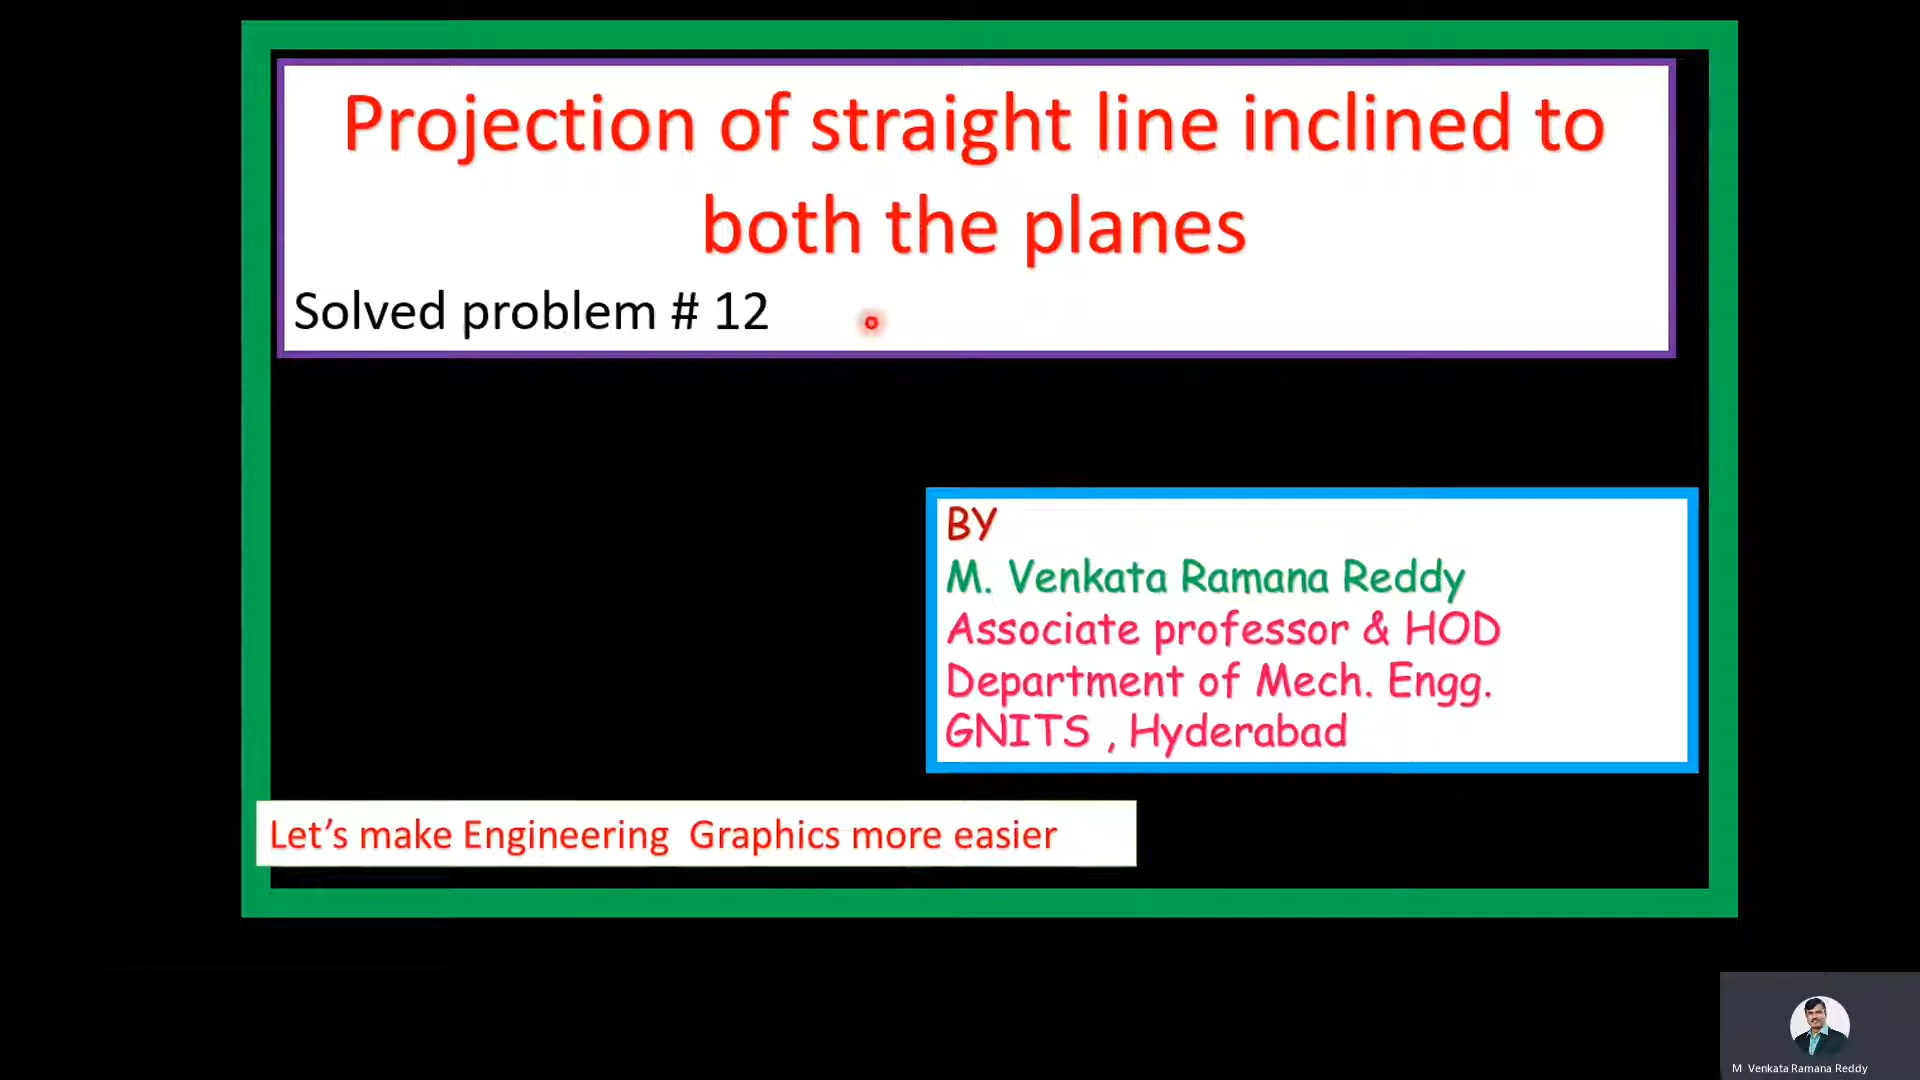 Projection of straight line inclined to
both the planes
Solved problem # 12
BY
M. Venkata Ramana Reddy
Associate professor & HOD
Department of Mech. Engg.
GNITS , Hyderabad
Let's make Engineering  Graphics more easier
M Venkata Ramana Reddy